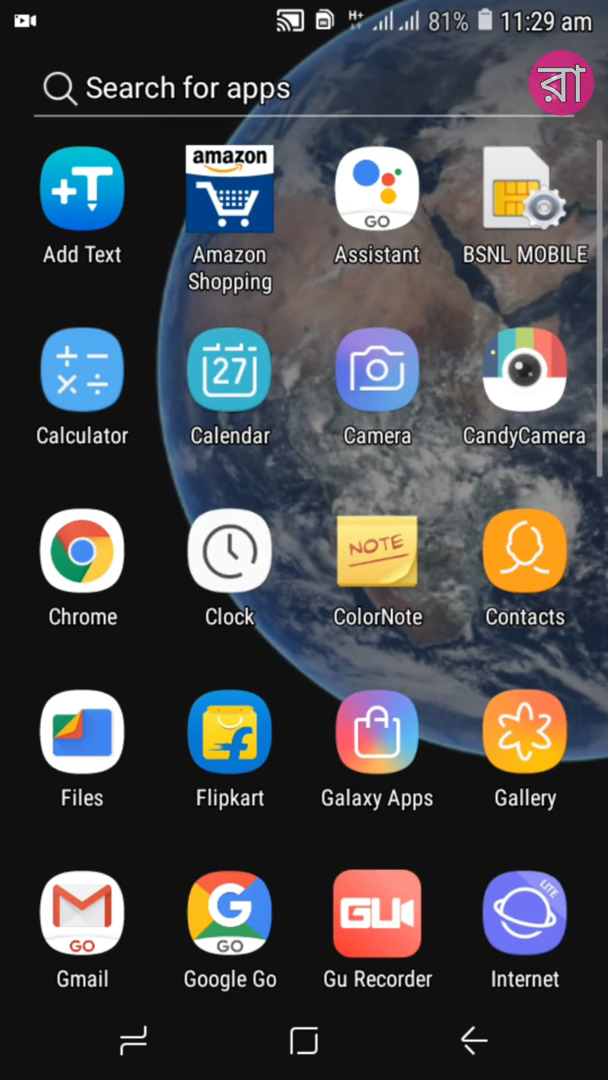 H+ 81% 11:29 am
Search for apps
রা
+T
amazon
GO
Add Text
Amazon Shopping
Assistant
BSNL MOBILE
+ − × ÷
27
Calculator
Calendar
Camera
CandyCamera
NOTE
Chrome
Clock
ColorNote
Contacts
Files
Flipkart
Galaxy Apps
Gallery
GO
G
GO
GU
LITE
Gmail
Google Go
Gu Recorder
Internet